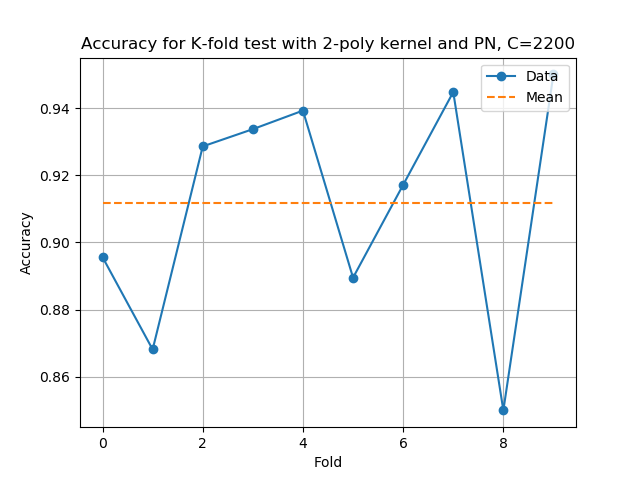 Accuracy for K-fold test with 2-poly kernel and PN, C=2200
Data
Mean
0.94
0.92
0.90
0.88
0.86
Accuracy
0
2
4
6
8
Fold